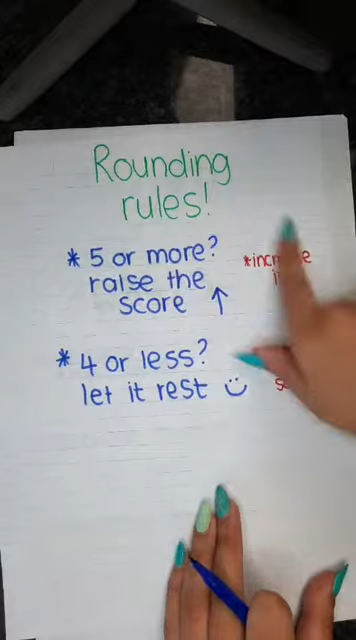 Rounding
rules!
* 5 or more?
raise the
score ↑
* 4 or less?
let it rest